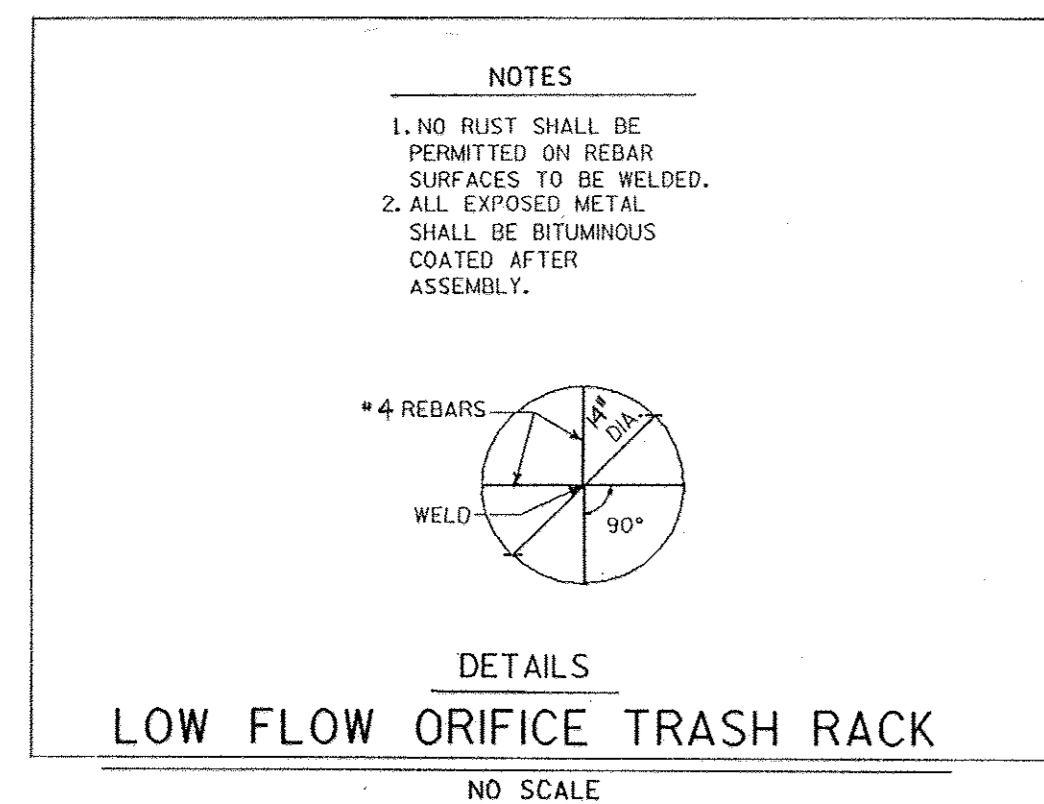 NOTES
1. NO RUST SHALL BE
PERMITTED ON REBAR
SURFACES TO BE WELDED.
2. ALL EXPOSED METAL
SHALL BE BITUMINOUS
COATED AFTER
ASSEMBLY.
#4 REBARS
14"
DIA.
WELD
90°
DETAILS
LOW FLOW ORIFICE TRASH RACK
NO SCALE